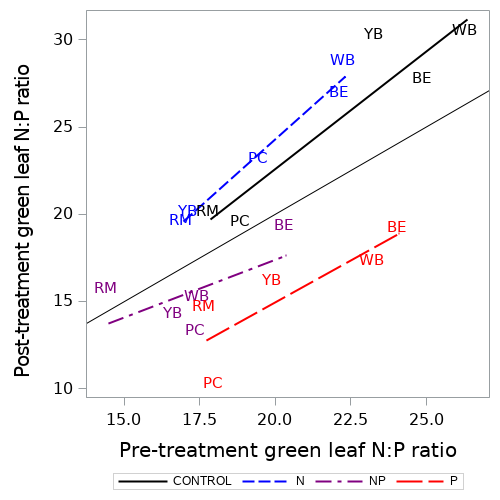 Post-treatment green leaf N:P ratio
30
25
20
15
10
YB
WB
WB
BE
BE
PC
YB
RM
RM
PC
BE
BE
WB
YB
RM
WB
RM
YB
PC
PC
15.0 17.5 20.0 22.5 25.0
Pre-treatment green leaf N:P ratio
CONTROL N NP P